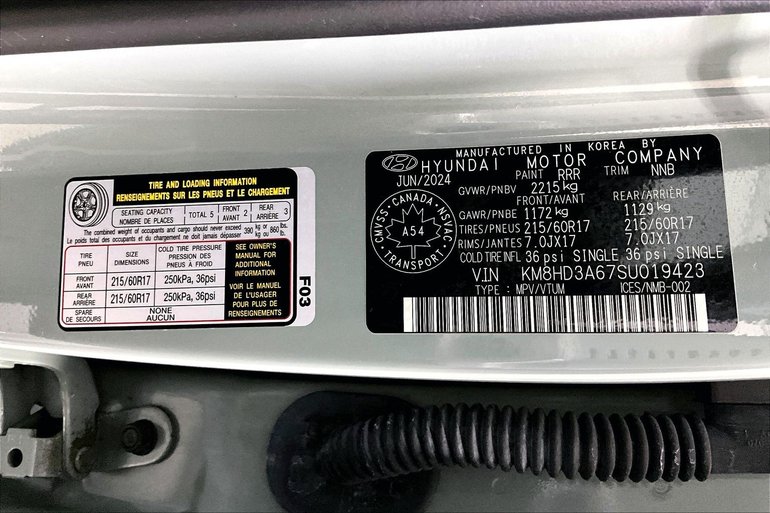 TIRE AND LOADING INFORMATION
RENSEIGNEMENTS SUR LES PNEUS ET LE CHARGEMENT
SEATING CAPACITY
NOMBRE DE PLACES
TOTAL 5
FRONT
AVANT 2
REAR
ARRIÈRE 3
The combined weight of occupants and cargo should never exceed 390 kg or 860 lb.
Le poids total des occupants et du chargement ne doit jamais dépasser 390 kg ou 860 lbs.
TIRE
PNEU
SIZE
DIMENSIONS
COLD TIRE PRESSURE
PRESSION DES
PNEUS À FROID
SEE OWNER'S
MANUAL FOR
ADDITIONAL
INFORMATION
VOIR LE MANUEL
DE L'USAGER
POUR PLUS DE
RENSEIGNEMENTS
FRONT
AVANT
215/60R17
250kPa, 36psi
REAR
ARRIÈRE
215/60R17
250kPa, 36psi
SPARE
DE SECOURS
NONE
AUCUN
F03
MANUFACTURED IN KOREA BY
HYUNDAI MOTOR COMPANY
JUN/2024 PAINT RRR TRIM NNB
GVWR/PNBV 2215kg
FRONT/AVANT REAR/ARRIÈRE
GAWR/PNBE 1172kg 1129kg
TIRES/PNEUS 215/60R17 215/60R17
RIMS/JANTES 7.0JX17 7.0JX17
COLD TIRE INFL 36 psi SINGLE 36 psi SINGLE
VIN KM8HD3A67SU019423
TYPE : MPV/VTUM ICES/NMB-002
CANADA
CMVSS NSVAC
A54
TRANSPORT